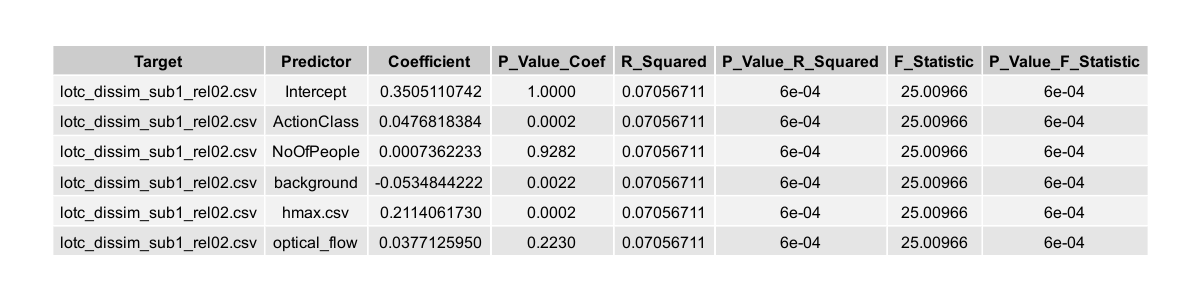 Target Predictor Coefficient P_Value_Coef R_Squared P_Value_R_Squared F_Statistic P_Value_F_Statistic
lotc_dissim_sub1_rel02.csv Intercept 0.3505110742 1.0000 0.07056711 6e-04 25.00966 6e-04
lotc_dissim_sub1_rel02.csv ActionClass 0.0476818384 0.0002 0.07056711 6e-04 25.00966 6e-04
lotc_dissim_sub1_rel02.csv NoOfPeople 0.0007362233 0.9282 0.07056711 6e-04 25.00966 6e-04
lotc_dissim_sub1_rel02.csv background -0.0534844222 0.0022 0.07056711 6e-04 25.00966 6e-04
lotc_dissim_sub1_rel02.csv hmax.csv 0.2114061730 0.0002 0.07056711 6e-04 25.00966 6e-04
lotc_dissim_sub1_rel02.csv optical_flow 0.0377125950 0.2230 0.07056711 6e-04 25.00966 6e-04